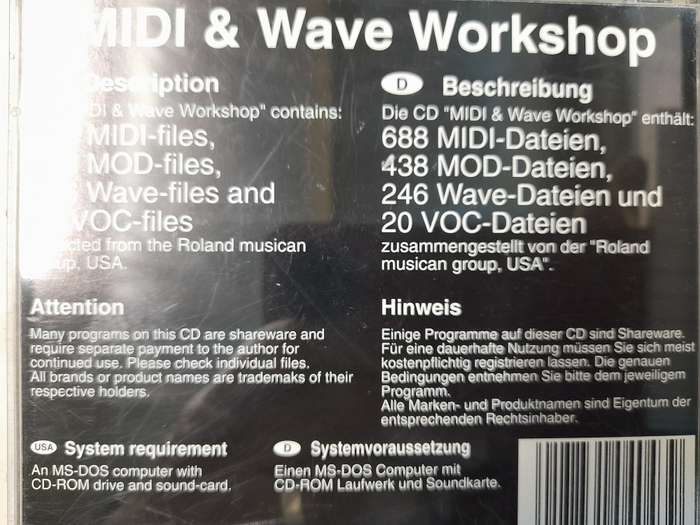 MIDI & Wave Workshop
Description
DI & Wave Workshop" contains:
MIDI-files,
MOD-files,
Wave-files and
VOC-files
from the Roland musican
USA.
Attention
Many programs on this CD are shareware and
require separate payment to the author for
continued use. Please check individual files.
All brands or product names are trademaks of their
respective holders.
USA System requirement
An MS-DOS computer with
CD-ROM drive and sound-card.
D Beschreibung
Die CD "MIDI & Wave Workshop" enthält:
688 MIDI-Dateien,
438 MOD-Dateien,
246 Wave-Dateien und
20 VOC-Dateien
zusammengestellt von der "Roland
musican group, USA".
Hinweis
Einige Programme auf dieser CD sind Shareware.
Für eine dauerhafte Nutzung müssen Sie sich meist
kostenpflichtig registrieren lassen. Die genauen
Bedingungen entnehmen Sie bitte dem jeweiligem
Programm.
Alle Marken- und Produktnamen sind Eigentum der
entsprechenden Rechtsinhaber.
D Systemvoraussetzung
Einen MS-DOS Computer mit
CD-ROM Laufwerk und Soundkarte.